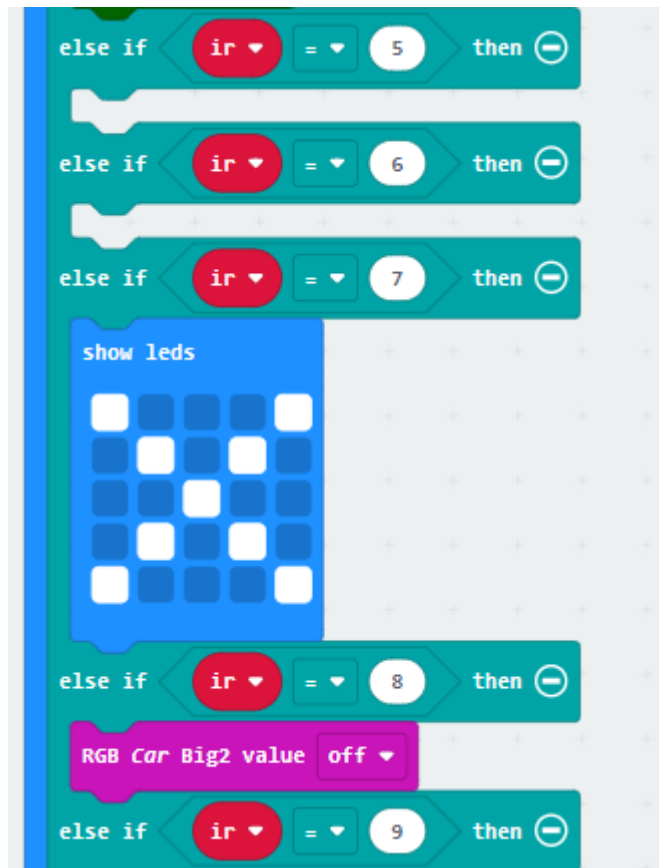 else if ir = 5 then
else if ir = 6 then
else if ir = 7 then
show leds
else if ir = 8 then
RGB Car Big2 value off
else if ir = 9 then